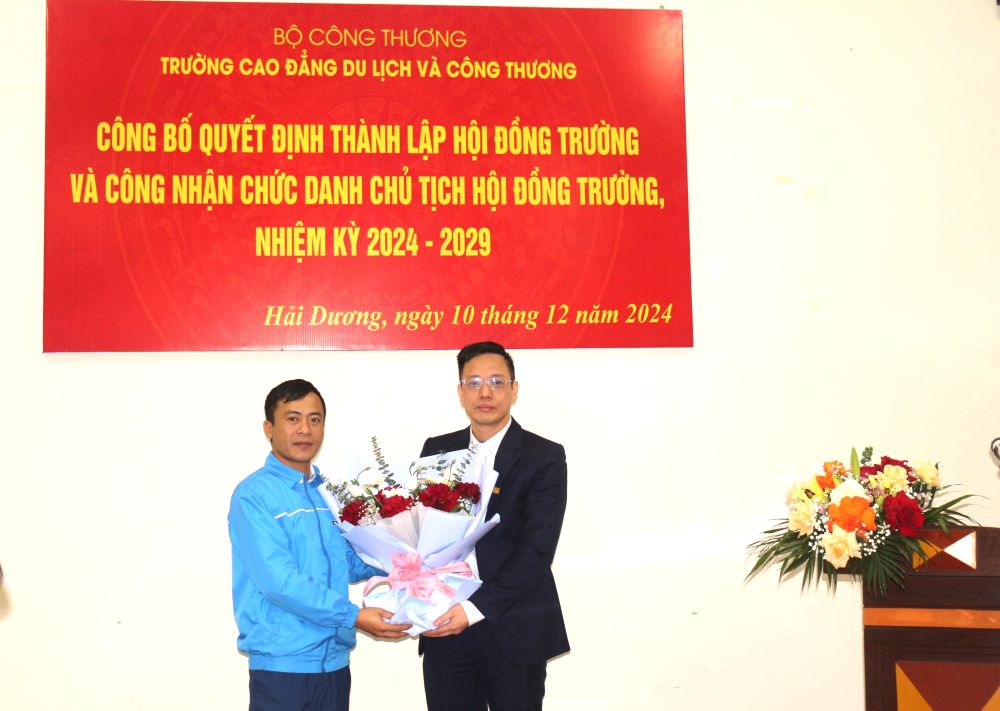 BỘ CÔNG THƯƠNG
TRƯỜNG CAO ĐẲNG DU LỊCH VÀ CÔNG THƯƠNG
CÔNG BỐ QUYẾT ĐỊNH THÀNH LẬP HỘI ĐỒNG TRƯỜNG
VÀ CÔNG NHẬN CHỨC DANH CHỦ TỊCH HỘI ĐỒNG TRƯỜNG,
NHIỆM KỲ 2024 - 2029
Hải Dương, ngày 10 tháng 12 năm 2024